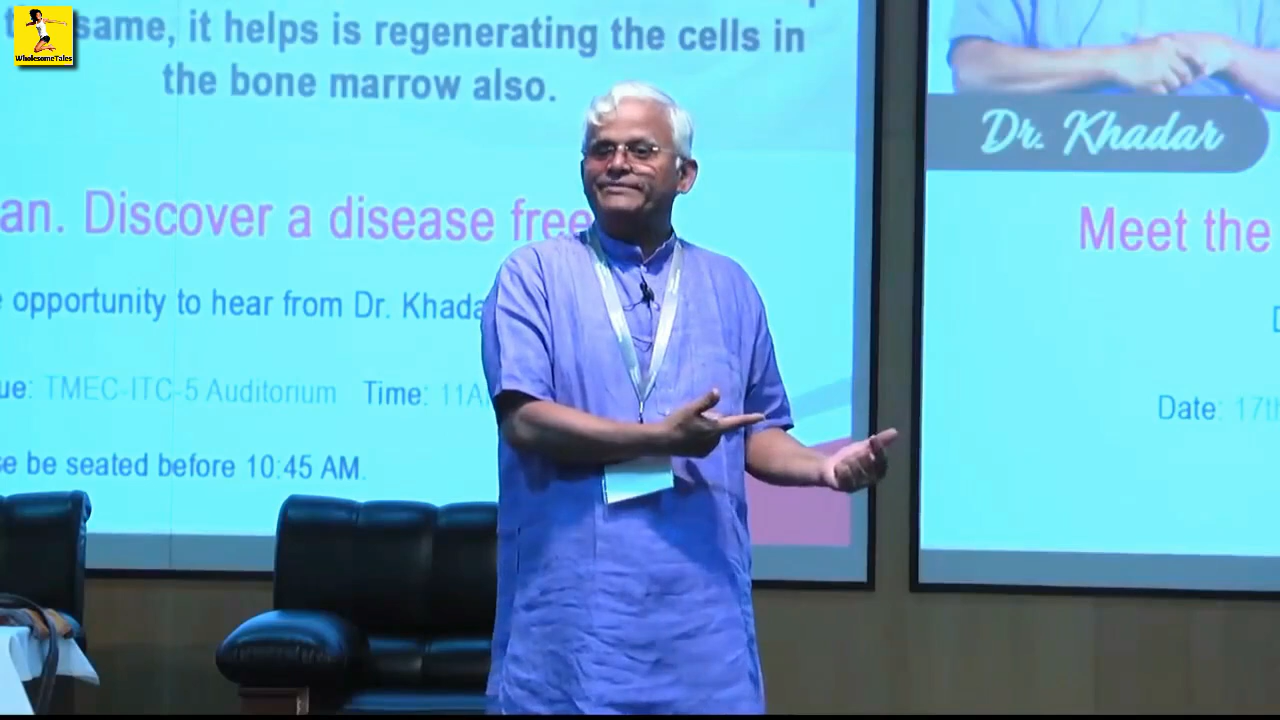 WholesomeTales
same, it helps is regenerating the cells in
the bone marrow also.
an. Discover a disease free
opportunity to hear from Dr. Khada
ue: TMEC-ITC-5 Auditorium Time: 11A
se be seated before 10:45 AM.
Dr. Khadar
Meet the
Date: 17th